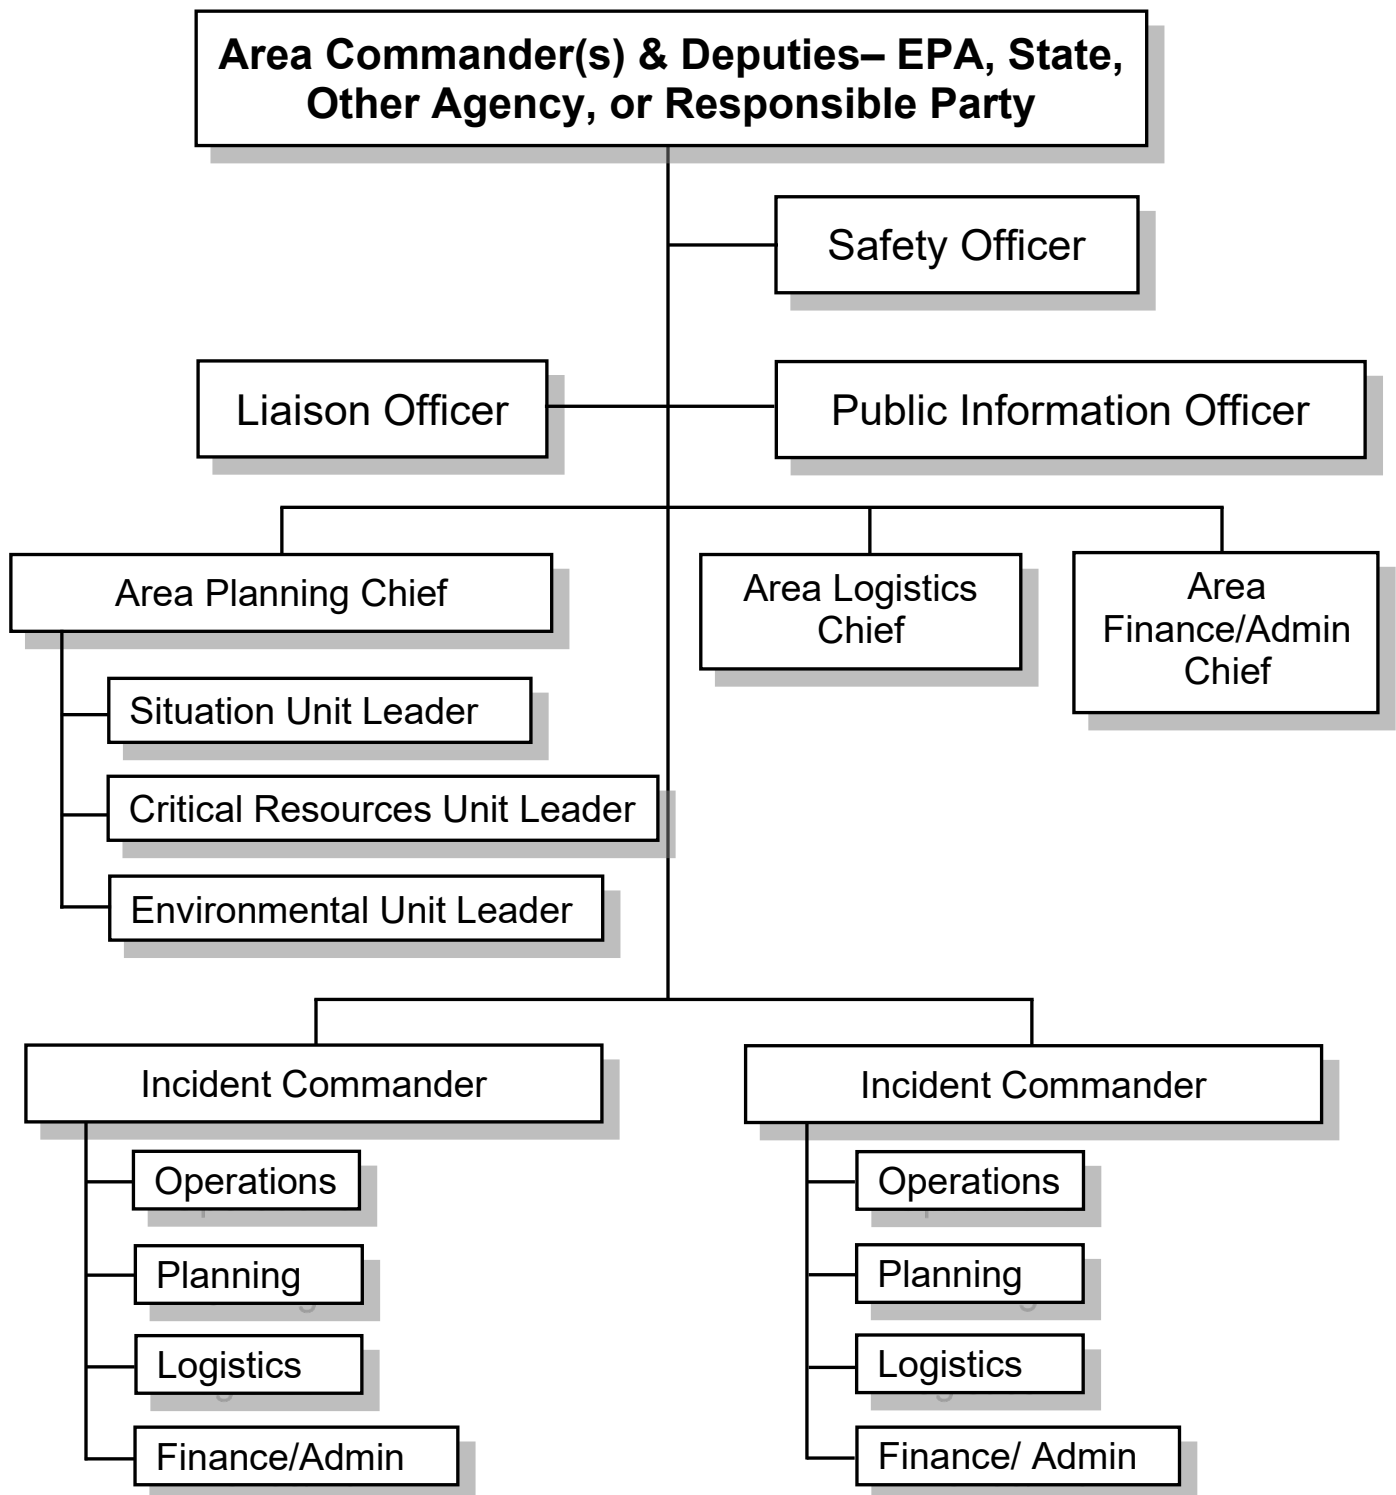 Area Commander(s) & Deputies– EPA, State,
Other Agency, or Responsible Party
Safety Officer
Liaison Officer
Public Information Officer
Area Planning Chief
Area Logistics
Chief
Area
Finance/Admin
Chief
Situation Unit Leader
Critical Resources Unit Leader
Environmental Unit Leader
Incident Commander
Operations
Planning
Logistics
Finance/Admin
Incident Commander
Operations
Planning
Logistics
Finance/ Admin